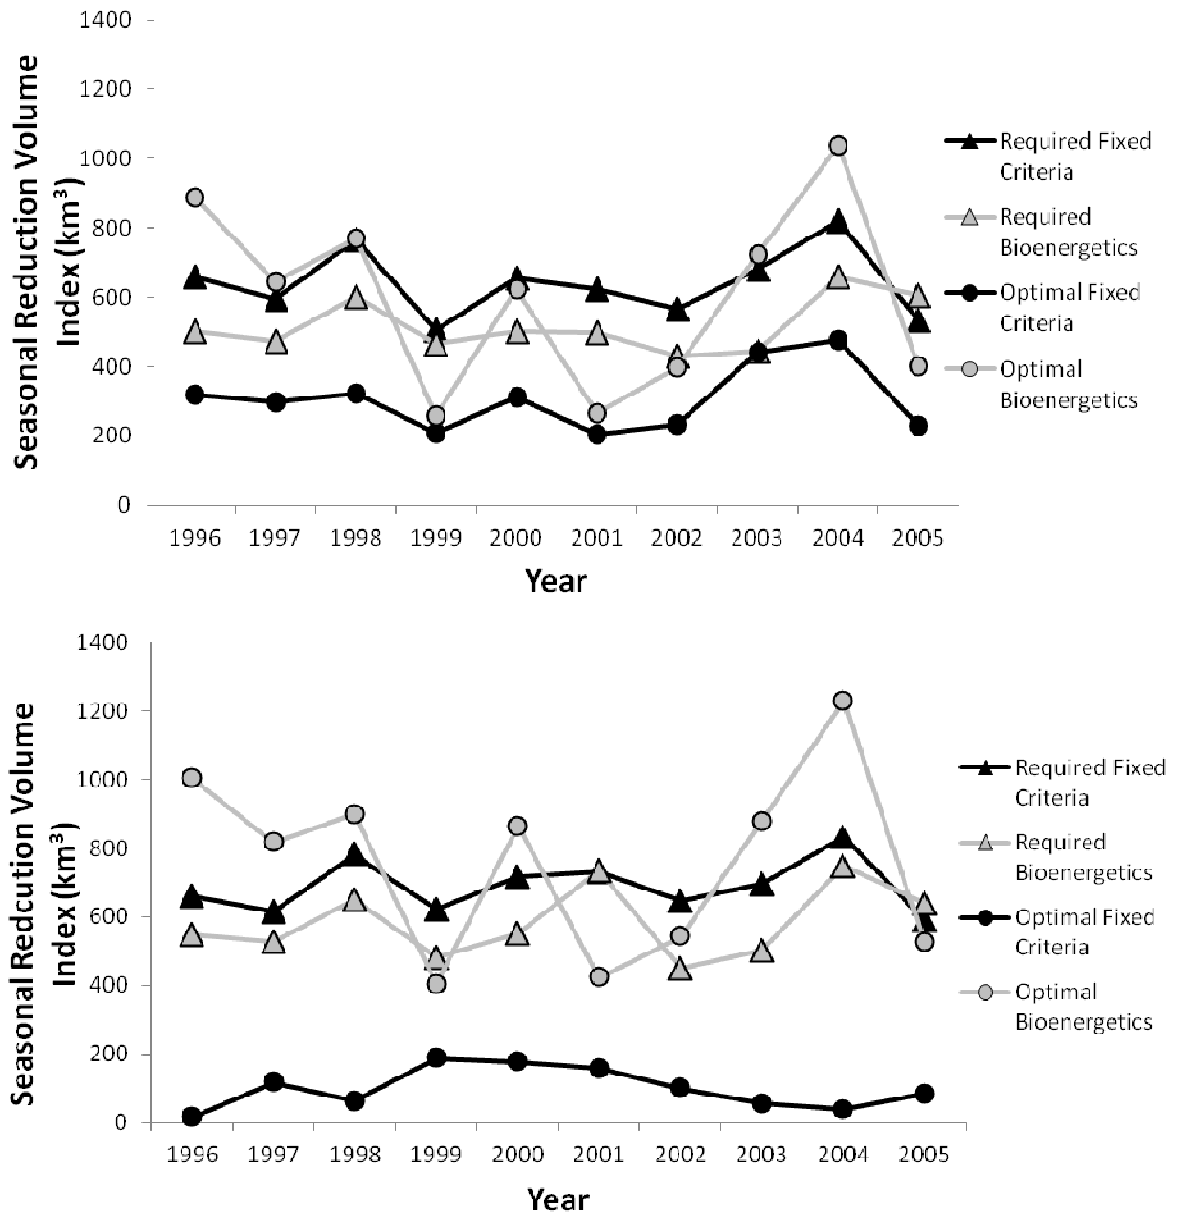 1400
1200
1000
800
600
400
200
0
Seasonal Reduction Volume
Index (km³)
1996 1997 1998 1999 2000 2001 2002 2003 2004 2005
Year
Required Fixed
Criteria
Required
Bioenergetics
Optimal Fixed
Criteria
Optimal
Bioenergetics
1400
1200
1000
800
600
400
200
0
Seasonal Redcution Volume
Index (km³)
1996 1997 1998 1999 2000 2001 2002 2003 2004 2005
Year
Required Fixed
Criteria
Required
Bioenergetics
Optimal Fixed
Criteria
Optimal
Bioenergetics